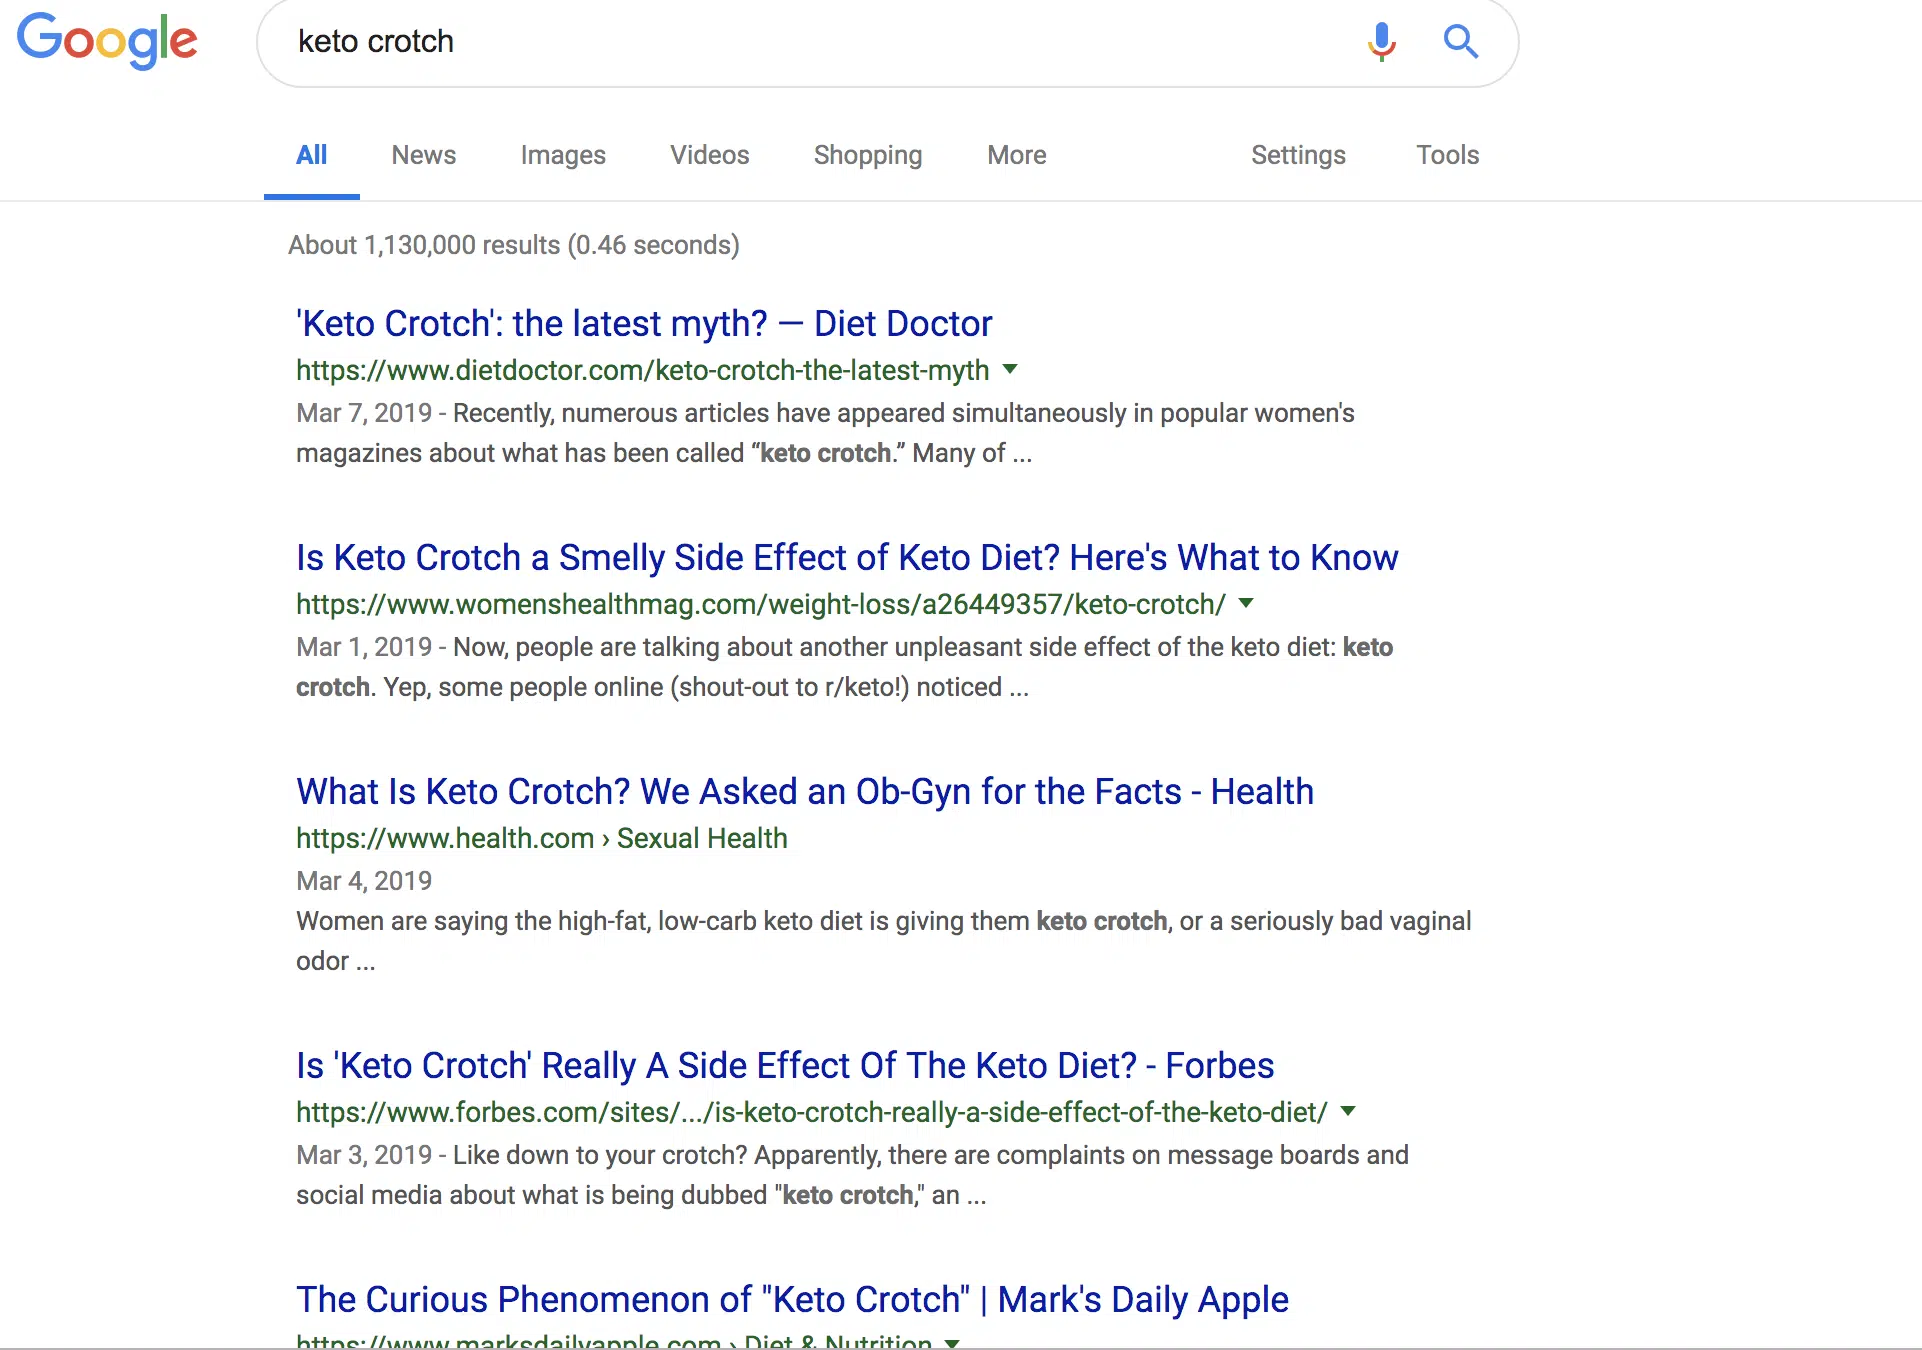 Google
keto crotch
All News Images Videos Shopping More Settings Tools
About 1,130,000 results (0.46 seconds)
'Keto Crotch': the latest myth? — Diet Doctor
https://www.dietdoctor.com/keto-crotch-the-latest-myth
Mar 7, 2019 - Recently, numerous articles have appeared simultaneously in popular women's
magazines about what has been called “keto crotch.” Many of ...
Is Keto Crotch a Smelly Side Effect of Keto Diet? Here's What to Know
https://www.womenshealthmag.com/weight-loss/a26449357/keto-crotch/
Mar 1, 2019 - Now, people are talking about another unpleasant side effect of the keto diet: keto
crotch. Yep, some people online (shout-out to r/keto!) noticed ...
What Is Keto Crotch? We Asked an Ob-Gyn for the Facts - Health
https://www.health.com › Sexual Health
Mar 4, 2019
Women are saying the high-fat, low-carb keto diet is giving them keto crotch, or a seriously bad vaginal
odor ...
Is 'Keto Crotch' Really A Side Effect Of The Keto Diet? - Forbes
https://www.forbes.com/sites/.../is-keto-crotch-really-a-side-effect-of-the-keto-diet/
Mar 3, 2019 - Like down to your crotch? Apparently, there are complaints on message boards and
social media about what is being dubbed "keto crotch," an ...
The Curious Phenomenon of "Keto Crotch" | Mark's Daily Apple
https://www.marksdailyapple.com › Diet & Nutrition